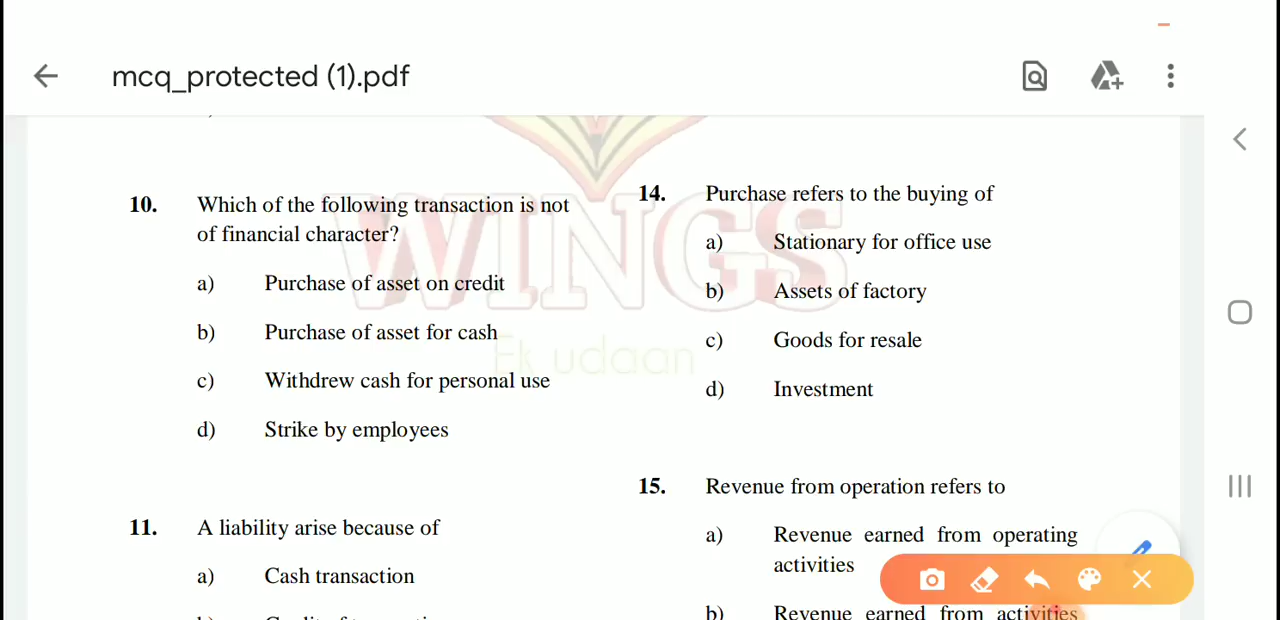 mcq_protected (1).pdf
WINGS
Ek udaan
10. Which of the following transaction is not
of financial character?
a) Purchase of asset on credit
b) Purchase of asset for cash
c) Withdrew cash for personal use
d) Strike by employees
11. A liability arise because of
a) Cash transaction
14. Purchase refers to the buying of
a) Stationary for office use
b) Assets of factory
c) Goods for resale
d) Investment
15. Revenue from operation refers to
a) Revenue earned from operating
activities
b) Revenue earned from activities